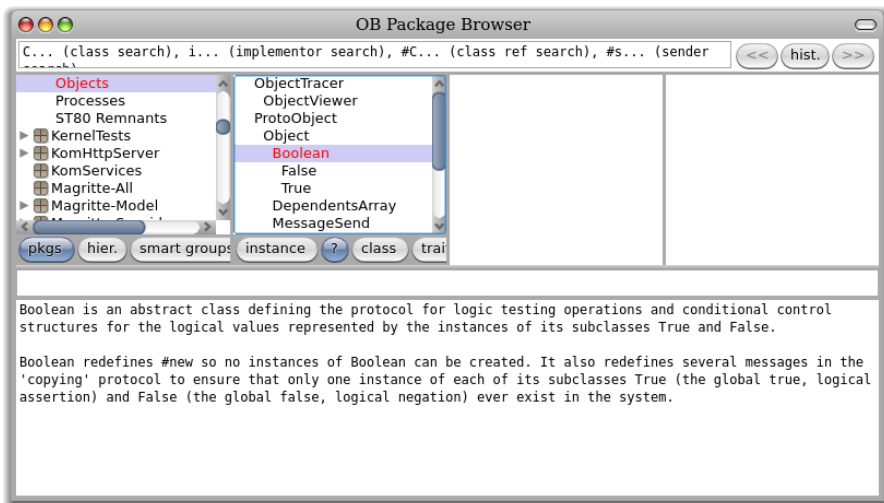 OB Package Browser
C... (class search), i... (implementor search), #C... (class ref search), #s... (sender
<<
hist.
>>
Objects
Processes
ST80 Remnants
KernelTests
KomHttpServer
KomServices
Magritte-All
Magritte-Model
ObjectTracer
ObjectViewer
ProtoObject
Object
Boolean
False
True
DependentsArray
MessageSend
pkgs
hier.
smart groups
instance
?
class
trai
Boolean is an abstract class defining the protocol for logic testing operations and conditional control
structures for the logical values represented by the instances of its subclasses True and False.
Boolean redefines #new so no instances of Boolean can be created. It also redefines several messages in the
'copying' protocol to ensure that only one instance of each of its subclasses True (the global true, logical
assertion) and False (the global false, logical negation) ever exist in the system.